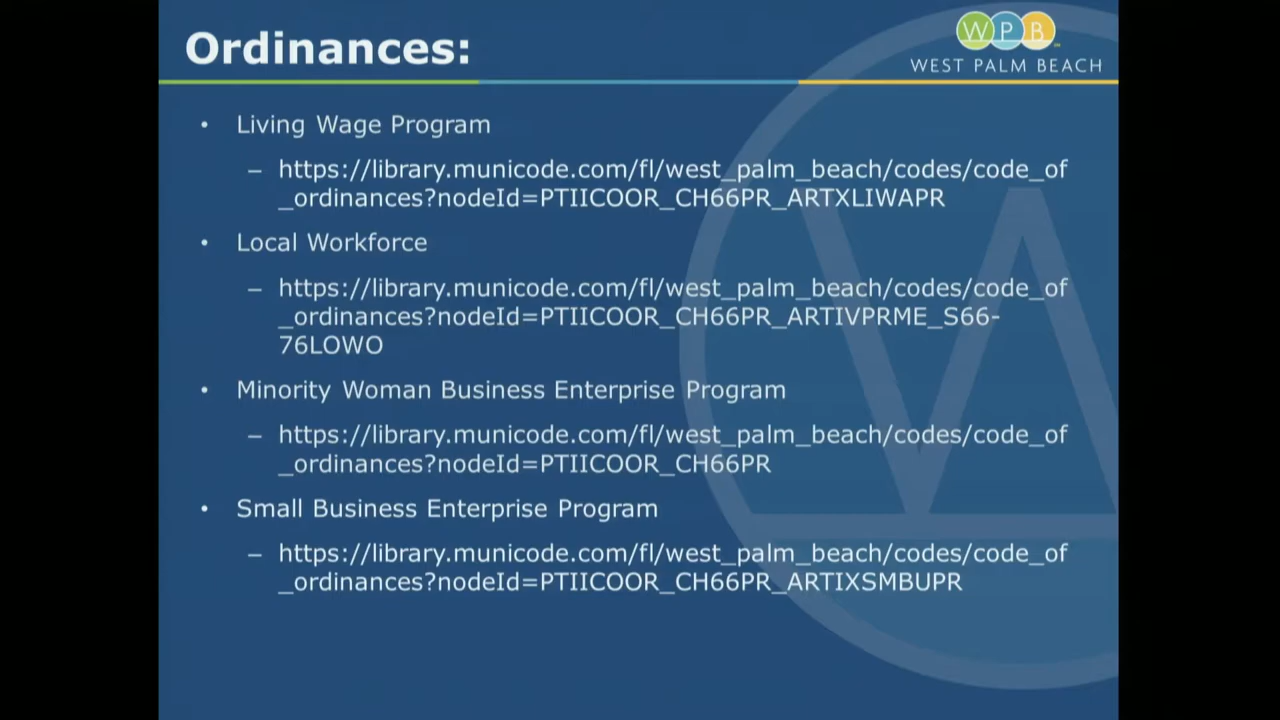 Ordinances:
WPB
WEST PALM BEACH
• Living Wage Program
– https://library.municode.com/fl/west_palm_beach/codes/code_of
_ordinances?nodeId=PTIICOOR_CH66PR_ARTXLIWAPR
• Local Workforce
– https://library.municode.com/fl/west_palm_beach/codes/code_of
_ordinances?nodeId=PTIICOOR_CH66PR_ARTIVPRME_S66-
76LOWO
• Minority Woman Business Enterprise Program
– https://library.municode.com/fl/west_palm_beach/codes/code_of
_ordinances?nodeId=PTIICOOR_CH66PR
• Small Business Enterprise Program
– https://library.municode.com/fl/west_palm_beach/codes/code_of
_ordinances?nodeId=PTIICOOR_CH66PR_ARTIXSMBUPR